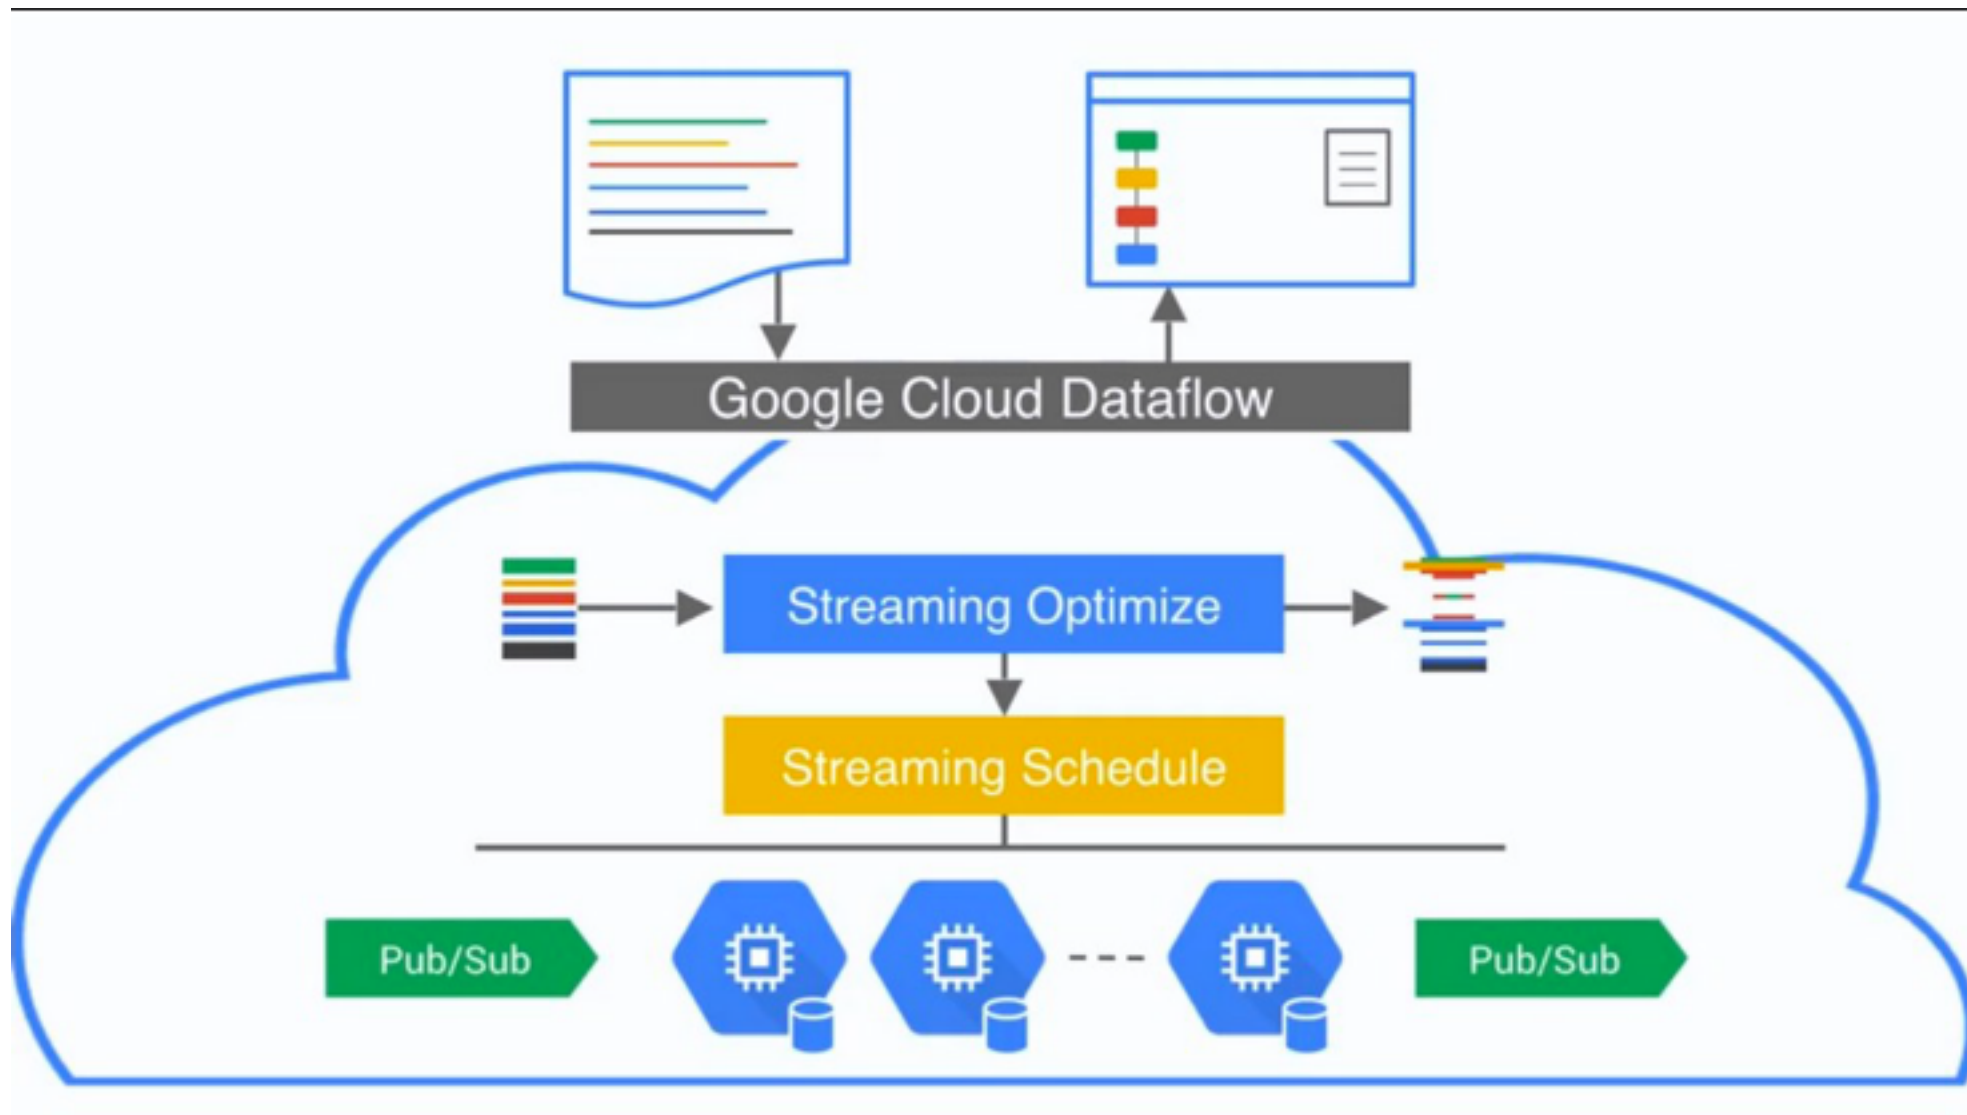 Google Cloud Dataflow
Streaming Optimize
Streaming Schedule
Pub/Sub
Pub/Sub